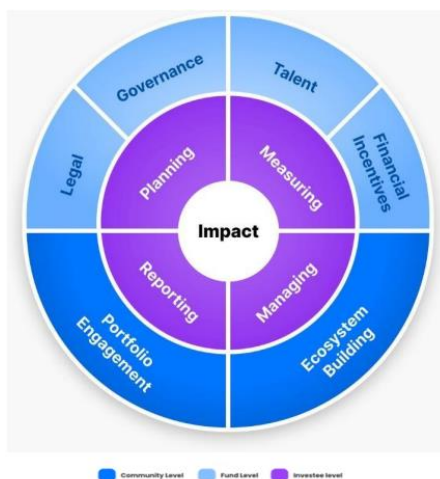 Governance
Talent
Legal
Financial
Incentives
Planning
Measuring
Impact
Reporting
Managing
Portfolio
Engagement
Ecosystem
Building
Community Level
Fund Level
Investee level